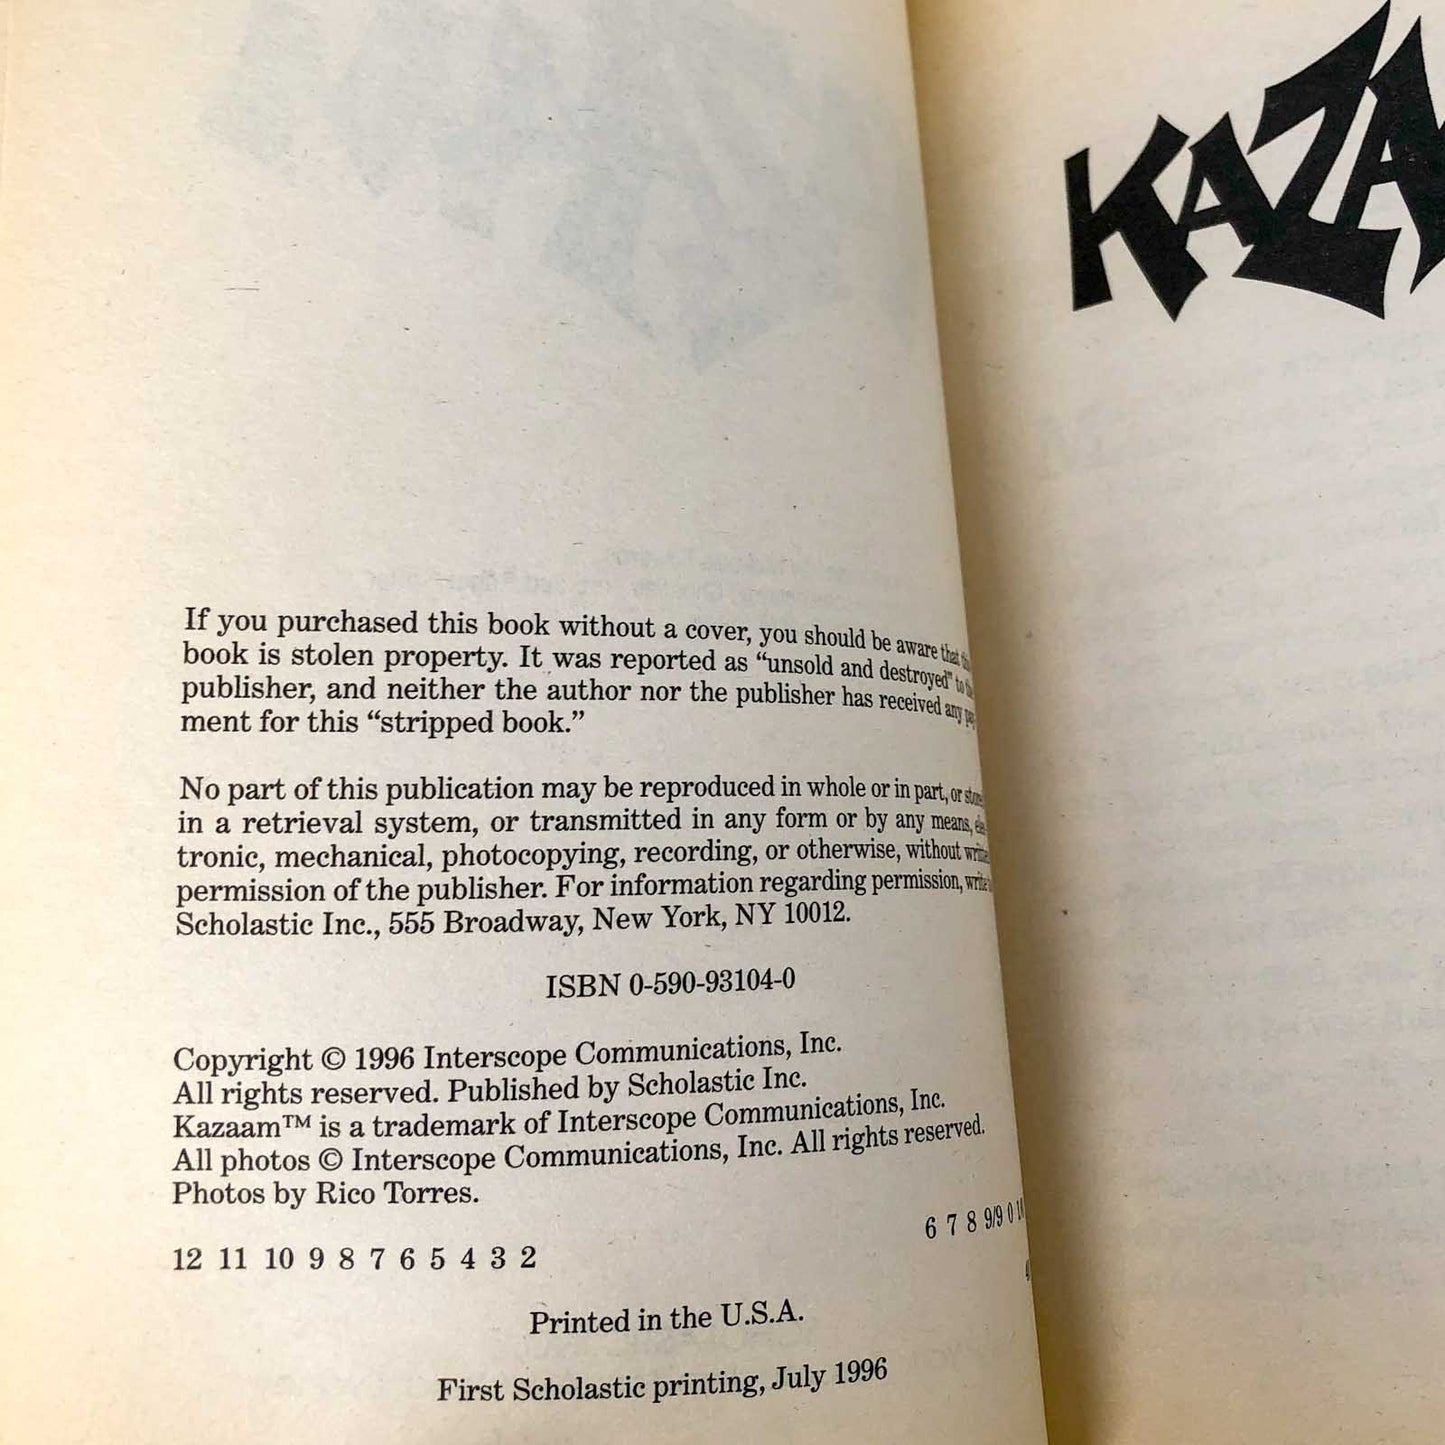 If you purchased this book without a cover, you should be aware that this
book is stolen property. It was reported as “unsold and destroyed” to the
publisher, and neither the author nor the publisher has received any pay
ment for this “stripped book.”
No part of this publication may be reproduced in whole or in part, or
in a retrieval system, or transmitted in any form or by any means,
tronic, mechanical, photocopying, recording, or otherwise, without
permission of the publisher. For information regarding permission, write
Scholastic Inc., 555 Broadway, New York, NY 10012.
ISBN 0-590-93104-0
Copyright © 1996 Interscope Communications, Inc.
All rights reserved. Published by Scholastic Inc.
Kazaam™ is a trademark of Interscope Communications, Inc.
All photos © Interscope Communications, Inc. All rights reserved.
Photos by Rico Torres.
12 11 10 9 8 7 6 5 4 3 2
6 7 8 9/9 0
Printed in the U.S.A.
First Scholastic printing, July 1996
KAZA